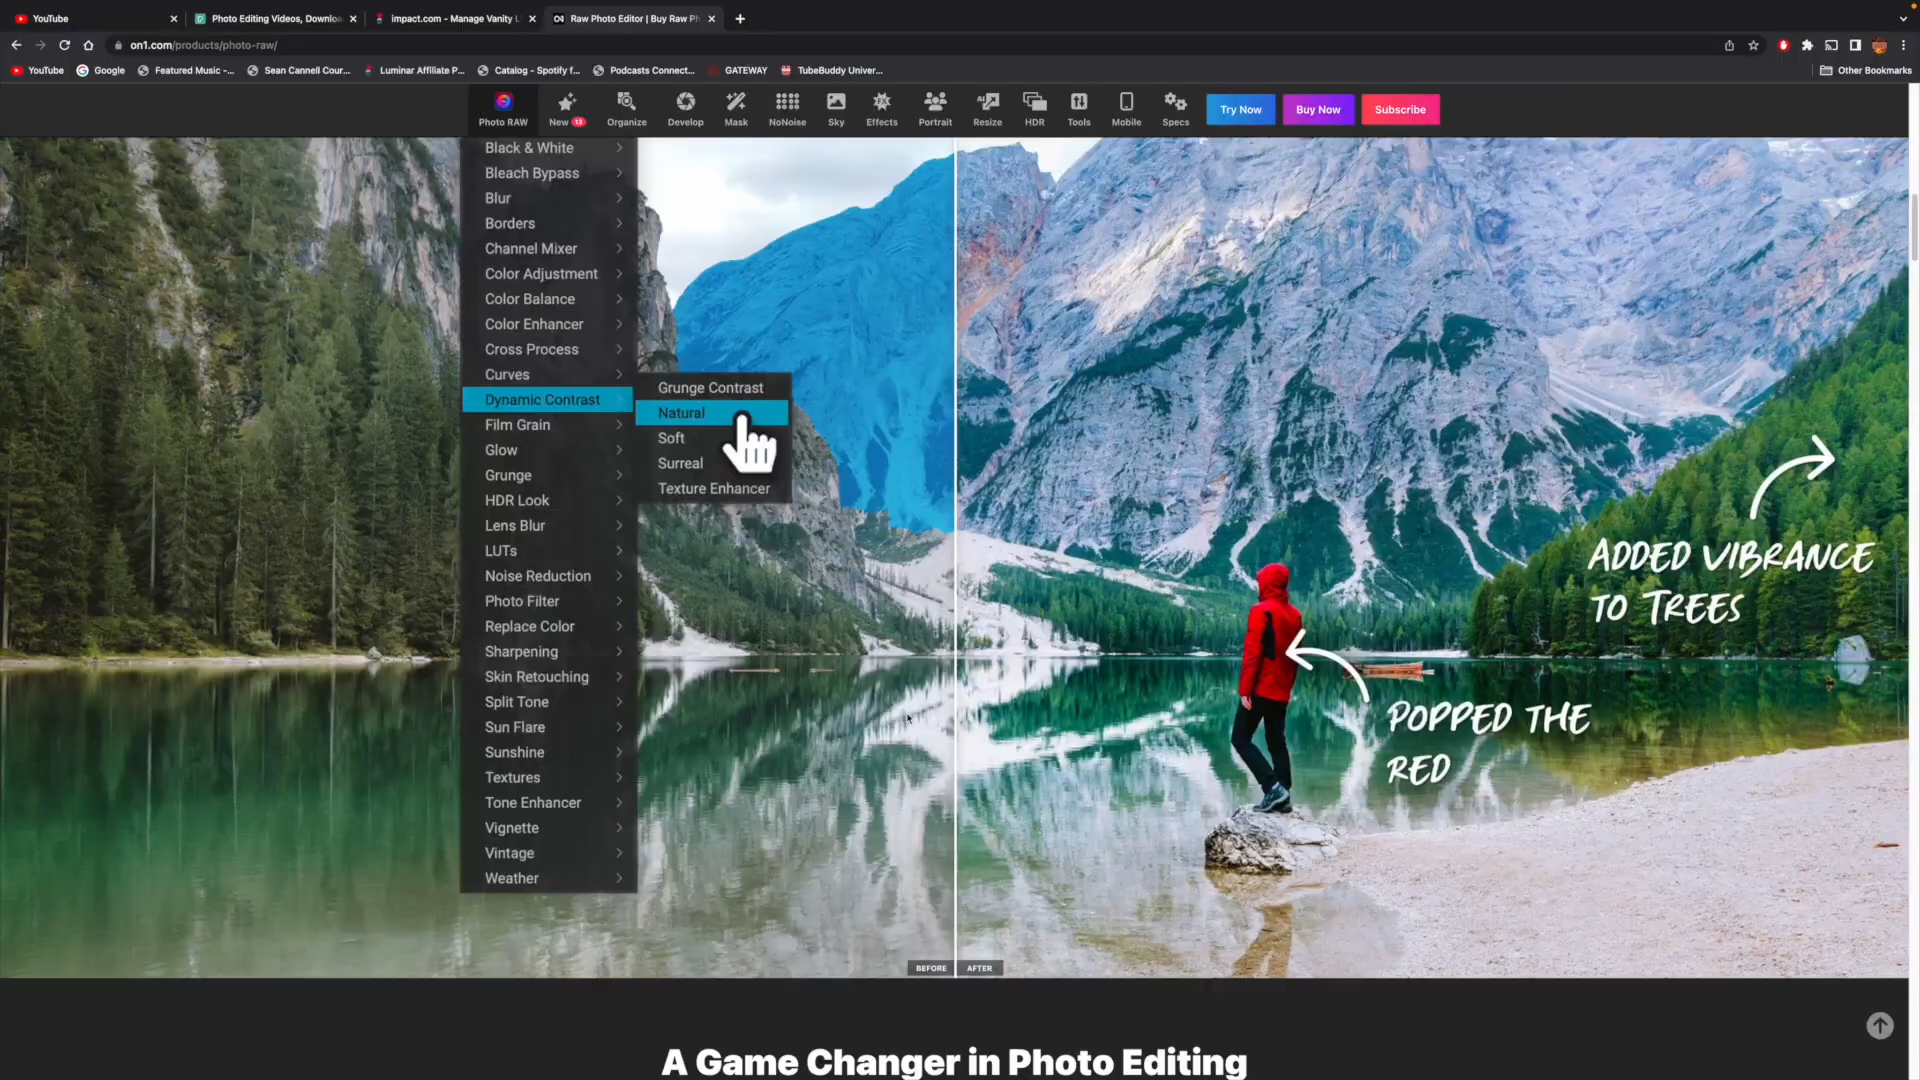 YouTube
Photo Editing Videos, Downloa
impact.com - Manage Vanity L
Raw Photo Editor | Buy Raw Ph
on1.com/products/photo-raw/
YouTube
Google
Featured Music -...
Sean Cannell Cour...
Luminar Affiliate P...
Catalog - Spotify f...
Podcasts Connect...
GATEWAY
TubeBuddy Univer...
Other Bookmarks
Photo RAW
New 13
Organize
Develop
Mask
NoNoise
Sky
Effects
Portrait
Resize
HDR
Tools
Mobile
Specs
Try Now
Buy Now
Subscribe
Black & White
Bleach Bypass
Blur
Borders
Channel Mixer
Color Adjustment
Color Balance
Color Enhancer
Cross Process
Curves
Dynamic Contrast
Film Grain
Glow
Grunge
HDR Look
Lens Blur
LUTs
Noise Reduction
Photo Filter
Replace Color
Sharpening
Skin Retouching
Split Tone
Sun Flare
Sunshine
Textures
Tone Enhancer
Vignette
Vintage
Weather
Grunge Contrast
Natural
Soft
Surreal
Texture Enhancer
ADDED VIBRANCE
TO TREES
POPPED THE
RED
BEFORE
AFTER
A Game Changer in Photo Editing